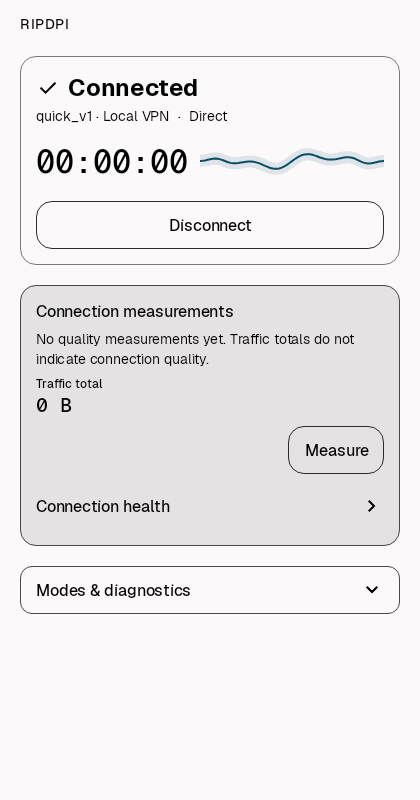 RIPDPI
Connected
quick_v1 · Local VPN · Direct
00:00:00
Disconnect
Connection measurements
No quality measurements yet. Traffic totals do not
indicate connection quality.
Traffic total
0 B
Measure
Connection health
Modes & diagnostics